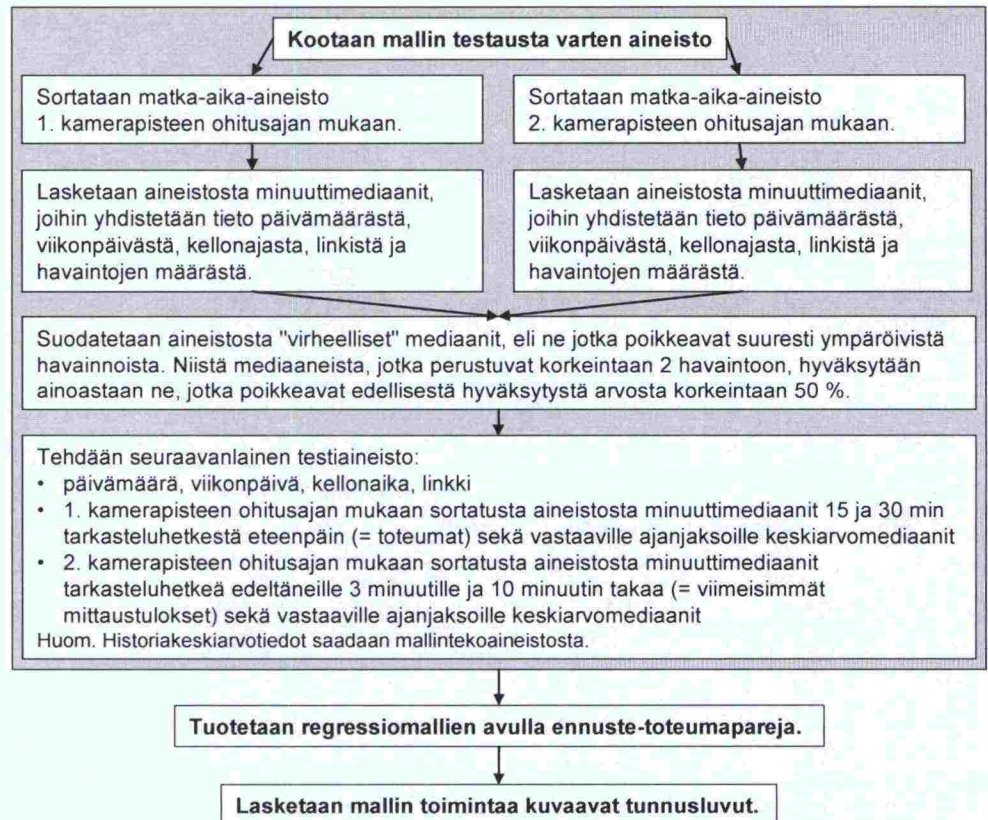 Kootaan mallin testausta varten aineisto
Sortataan matka-aika-aineisto
1. kamerapisteen ohitusajan mukaan.
Sortataan matka-aika-aineisto
2. kamerapisteen ohitusajan mukaan.
Lasketaan aineistosta minuuttimediaanit,
joihin yhdistetään tieto päivämäärästä,
viikonpäivästä, kellonajasta, linkistä ja
havaintojen määrästä.
Lasketaan aineistosta minuuttimediaanit,
joihin yhdistetään tieto päivämäärästä,
viikonpäivästä, kellonajasta, linkistä ja
havaintojen määrästä.
Suodatetaan aineistosta "virheelliset" mediaanit, eli ne jotka poikkeavat suuresti ympäröivistä
havainnoista. Niistä mediaaneista, jotka perustuvat korkeintaan 2 havaintoon, hyväksytään
ainoastaan ne, jotka poikkeavat edellisestä hyväksytystä arvosta korkeintaan 50 %.
Tehdään seuraavanlainen testiaineisto:
• päivämäärä, viikonpäivä, kellonaika, linkki
• 1. kamerapisteen ohitusajan mukaan sortatusta aineistosta minuuttimediaanit 15 ja 30 min
tarkasteluhetkestä eteenpäin (= toteumat) sekä vastaaville ajanjaksoille keskiarvomediaanit
• 2. kamerapisteen ohitusajan mukaan sortatusta aineistosta minuuttimediaanit
tarkasteluhetkeä edeltäneille 3 minuutille ja 10 minuutin takaa (= viimeisimmät
mittaustulokset) sekä vastaaville ajanjaksoille keskiarvomediaanit
Huom. Historiakeskiarvotiedot saadaan mallintekoaineistosta.
Tuotetaan regressiomallien avulla ennuste-toteumapareja.
Lasketaan mallin toimintaa kuvaavat tunnusluvut.